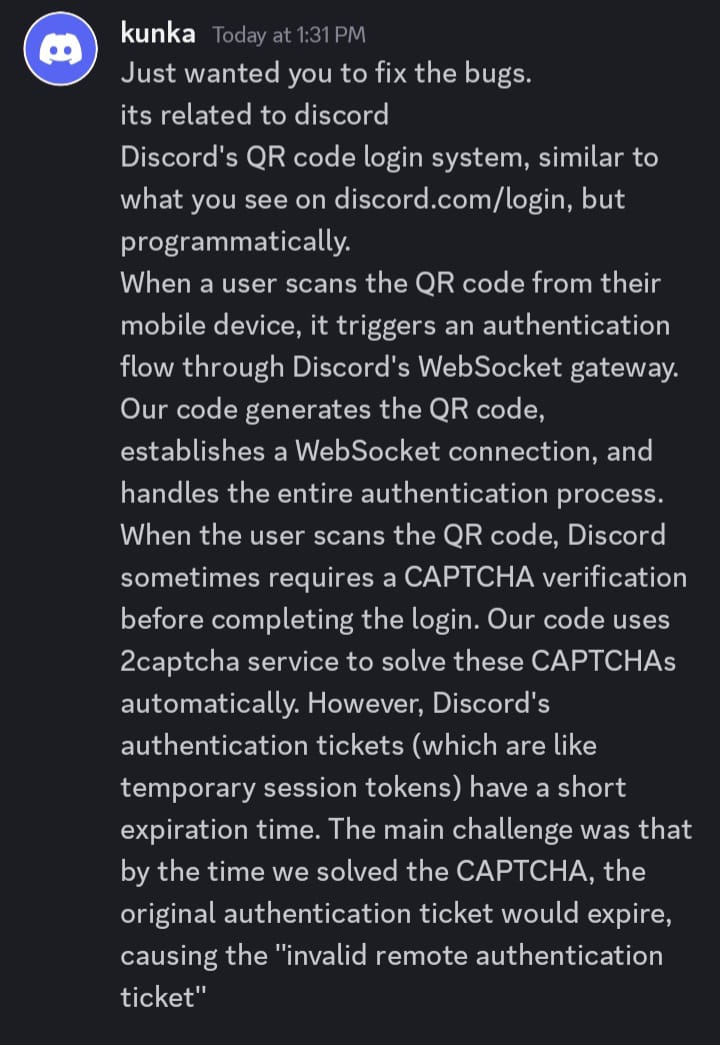 kunka Today at 1:31 PM
Just wanted you to fix the bugs.
its related to discord
Discord's QR code login system, similar to
what you see on discord.com/login, but
programmatically.
When a user scans the QR code from their
mobile device, it triggers an authentication
flow through Discord's WebSocket gateway.
Our code generates the QR code,
establishes a WebSocket connection, and
handles the entire authentication process.
When the user scans the QR code, Discord
sometimes requires a CAPTCHA verification
before completing the login. Our code uses
2captcha service to solve these CAPTCHAs
automatically. However, Discord's
authentication tickets (which are like
temporary session tokens) have a short
expiration time. The main challenge was that
by the time we solved the CAPTCHA, the
original authentication ticket would expire,
causing the "invalid remote authentication
ticket"